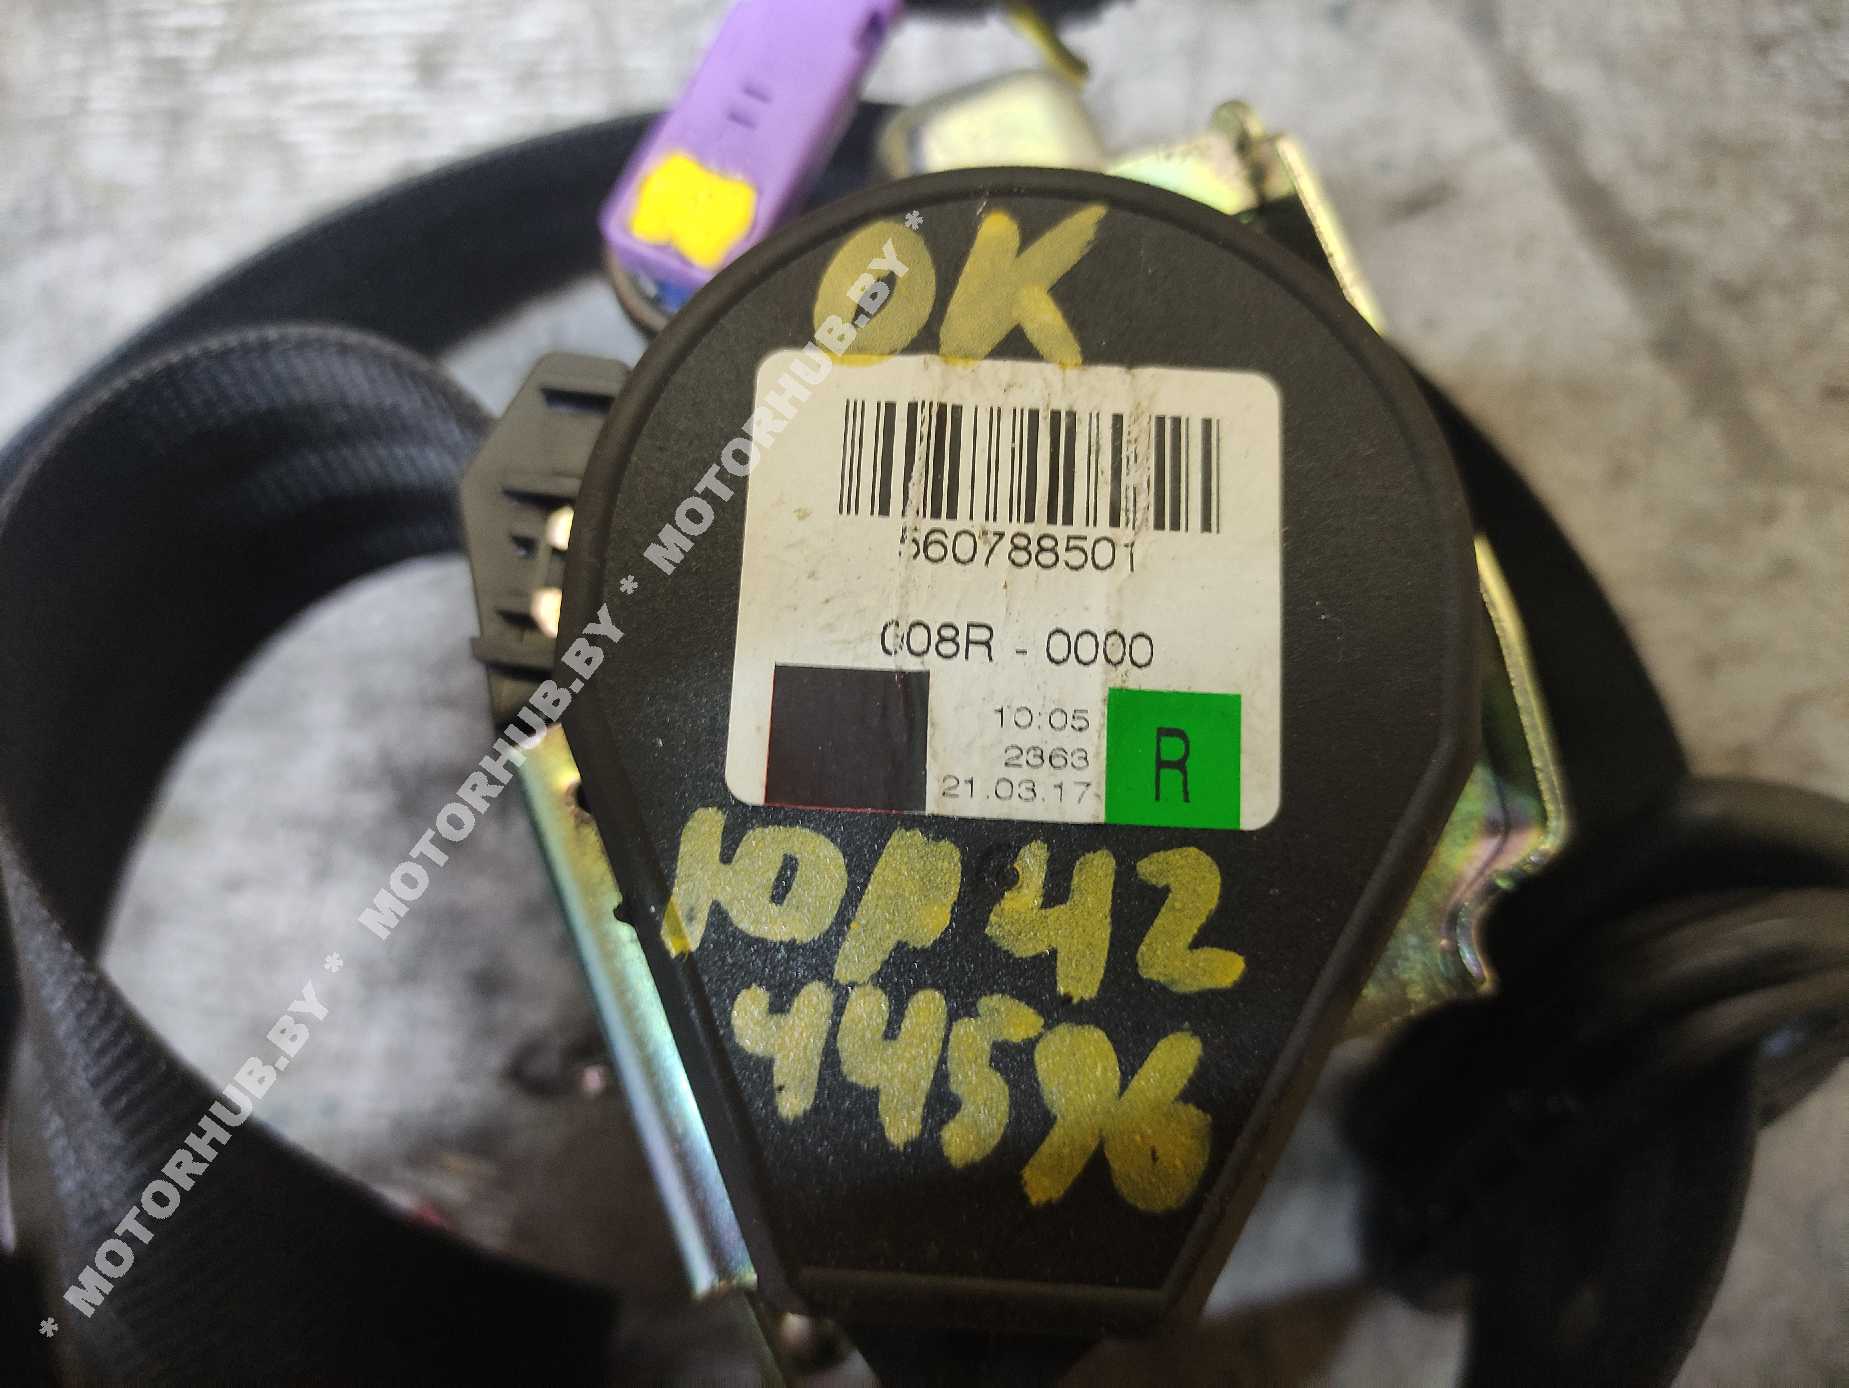 OK
560788501
008R - 0000
10:05
2363
21.03.17
R
ЮР42
44596
* MOTORHUB.BY * MOTORHUB.BY * MOTORHUB.BY * MOTORHUB.BY *